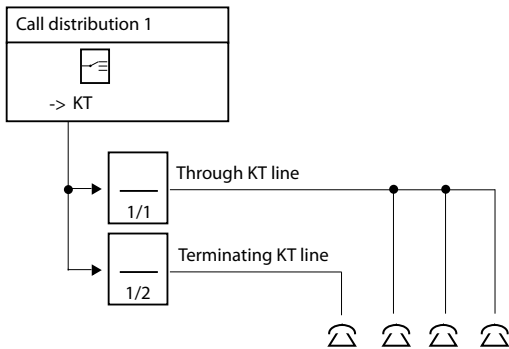 Call distribution 1
-> KT
Through KT line
1/1
Terminating KT line
1/2